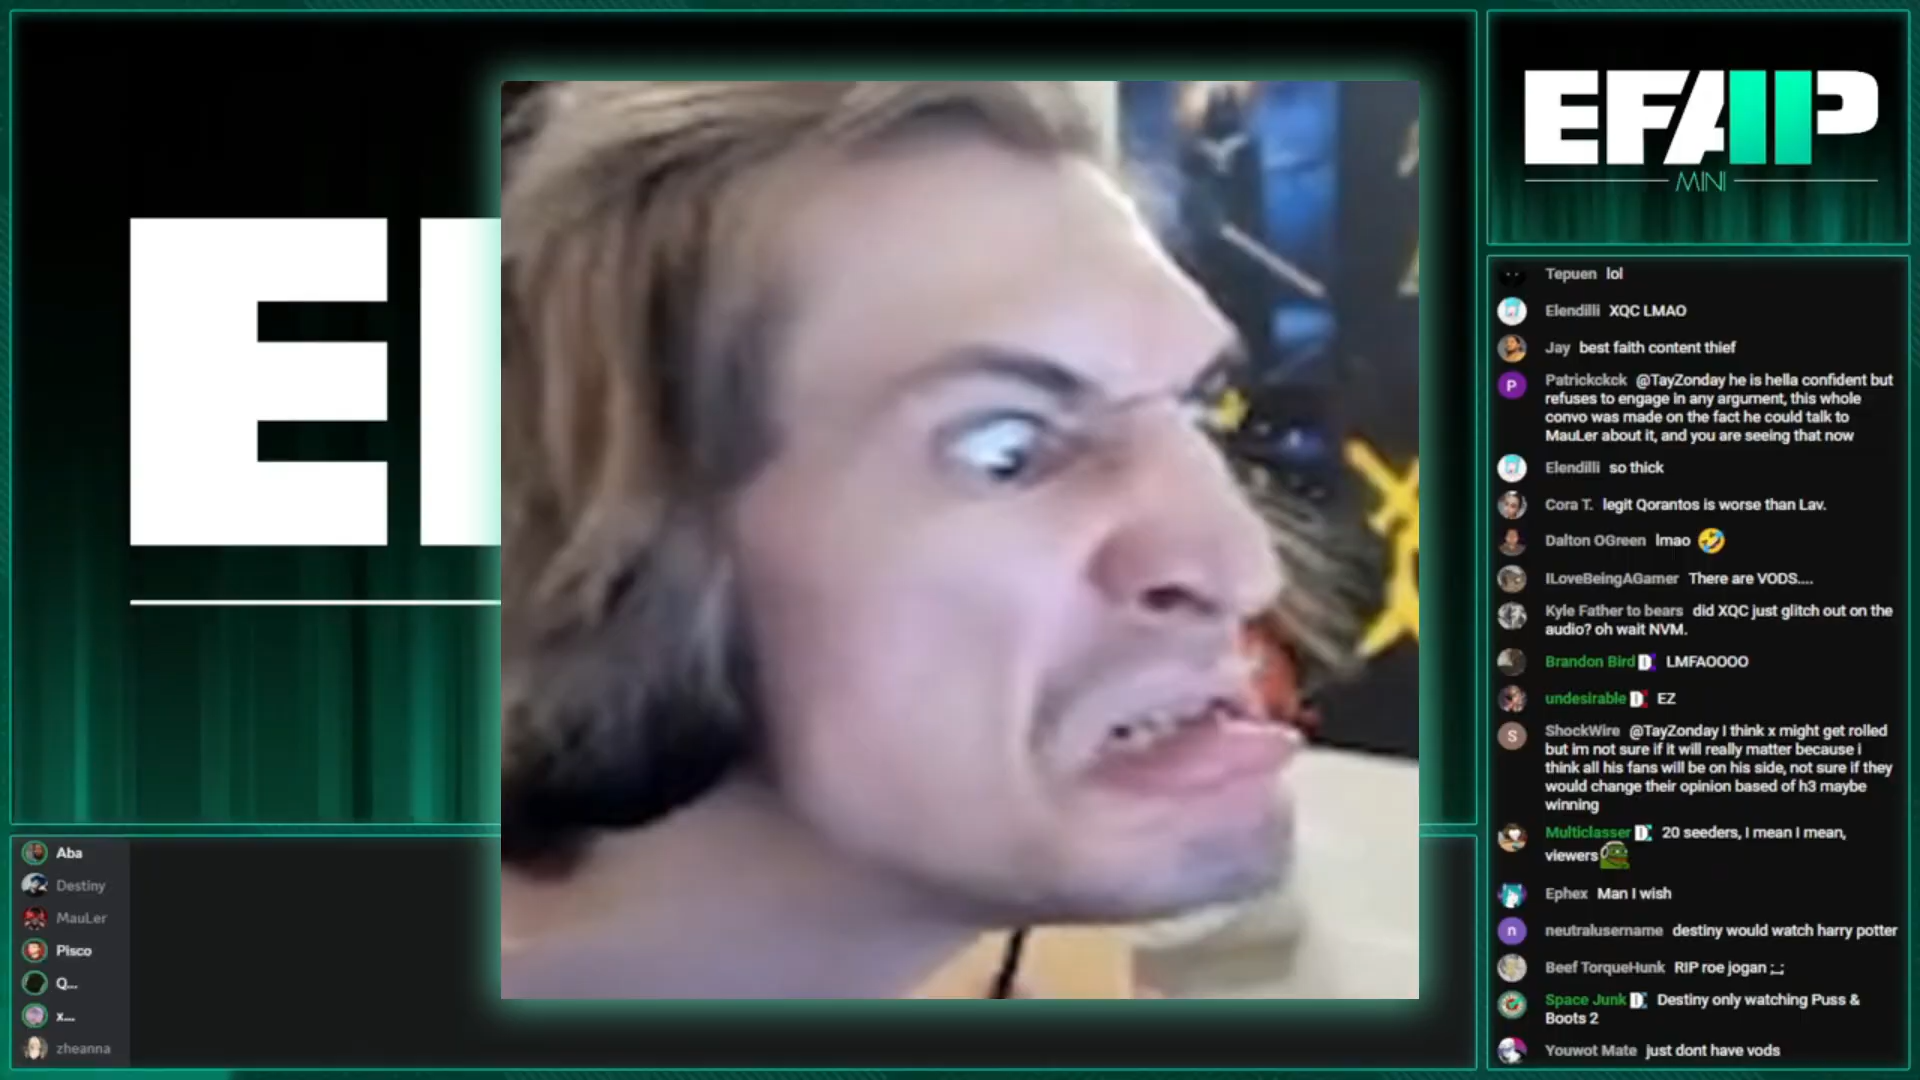 E
EFAP
MINI
Tepuen lol
Elendilli XQC LMAO
Jay best faith content thief
P
Patrickckck @TayZonday he is hella confident but
refuses to engage in any argument, this whole
convo was made on the fact he could talk to
MauLer about it, and you are seeing that now
Elendilli so thick
Cora T. legit Qorantos is worse than Lav.
Dalton OGreen lmao 🤣
ILoveBeingAGamer There are VODS....
Kyle Father to bears did XQC just glitch out on the
audio? oh wait NVM.
Brandon Bird D LMFAOOOO
undesirable D EZ
S
ShockWire @TayZonday I think x might get rolled
but im not sure if it will really matter because i
think all his fans will be on his side, not sure if they
would change their opinion based of h3 maybe
winning
Multiclasser D 20 seeders, I mean I mean,
viewers
Ephex Man I wish
n
neutralusername destiny would watch harry potter
Beef TorqueHunk RIP roe jogan ;_;
Space Junk D Destiny only watching Puss &
Boots 2
Youwot Mate just dont have vods
Aba
Destiny
MauLer
Pisco
Q...
x...
zheanna